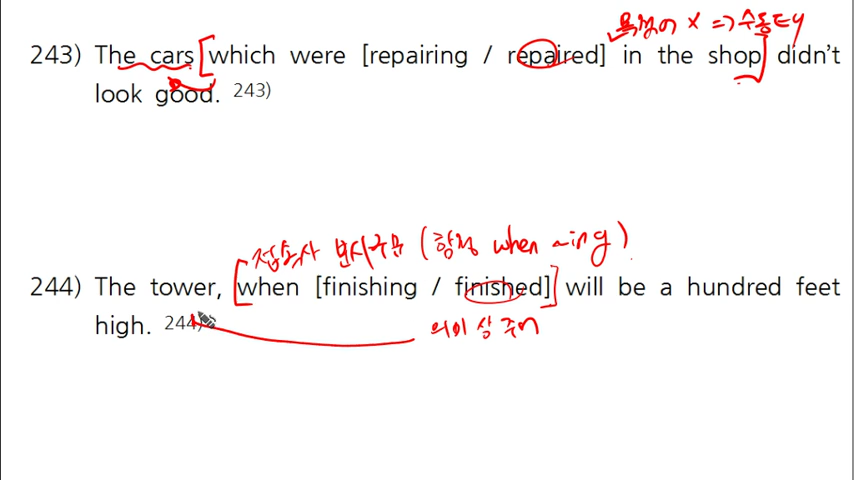 목적어 X => 수동태
243) The cars which were [repairing / repaired] in the shop didn't
look good. 243)
접속사 분사구문 (함정 when ~ing)
244) The tower, when [finishing / finished] will be a hundred feet
high. 244)
의미상 주어